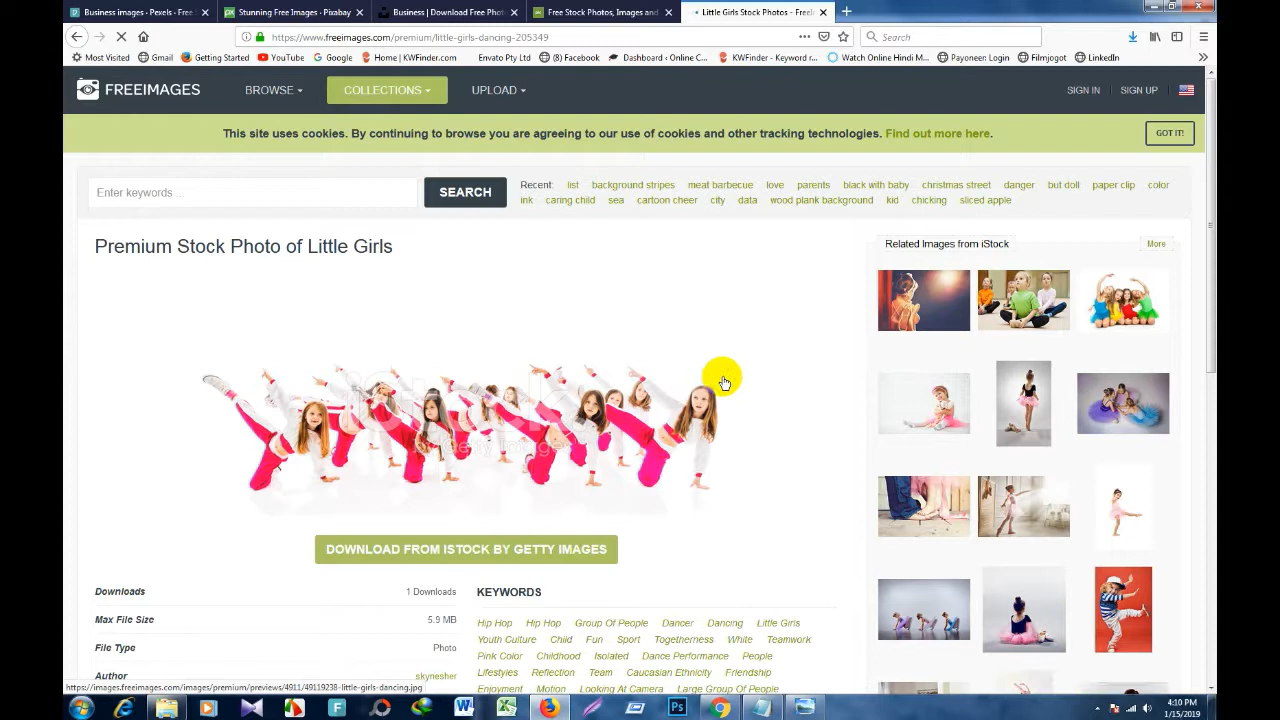 Business images · Pexels · Free
Stunning Free Images · Pixabay
Business | Download Free Phot
Free Stock Photos, Images and
Little Girls Stock Photos - FreeIm
https://www.freeimages.com/premium/little-girls-dancing-205349
Search
Most Visited Gmail Getting Started YouTube Google Home | KWFinder.com Envato Pty Ltd (8) Facebook Dashboard ‹ Online C... KWFinder - Keyword r... Watch Online Hindi M... Payoneer: Login Filmjogot LinkedIn
FREEIMAGES BROWSE COLLECTIONS UPLOAD SIGN IN SIGN UP
This site uses cookies. By continuing to browse you are agreeing to our use of cookies and other tracking technologies. Find out more here.
GOT IT!
Enter keywords ...
SEARCH
Recent: list background stripes meat barbecue love parents black with baby christmas street danger but doll paper clip color
ink caring child sea cartoon cheer city data wood plank background kid chicking sliced apple
Premium Stock Photo of Little Girls
iStock
by Getty Images
DOWNLOAD FROM ISTOCK BY GETTY IMAGES
Downloads 1 Downloads
Max File Size 5.9 MB
File Type Photo
Author skynesher
KEYWORDS
Hip Hop Hip Hop Group Of People Dancer Dancing Little Girls
Youth Culture Child Fun Sport Togetherness White Teamwork
Pink Color Childhood Isolated Dance Performance People
Lifestyles Reflection Team Caucasian Ethnicity Friendship
Enjoyment Motion Looking At Camera Large Group Of People
Related Images from iStock
More
https://images.freeimages.com/images/premium/previews/4911/49119238-little-girls-dancing.jpg
4:10 PM
1/15/2019